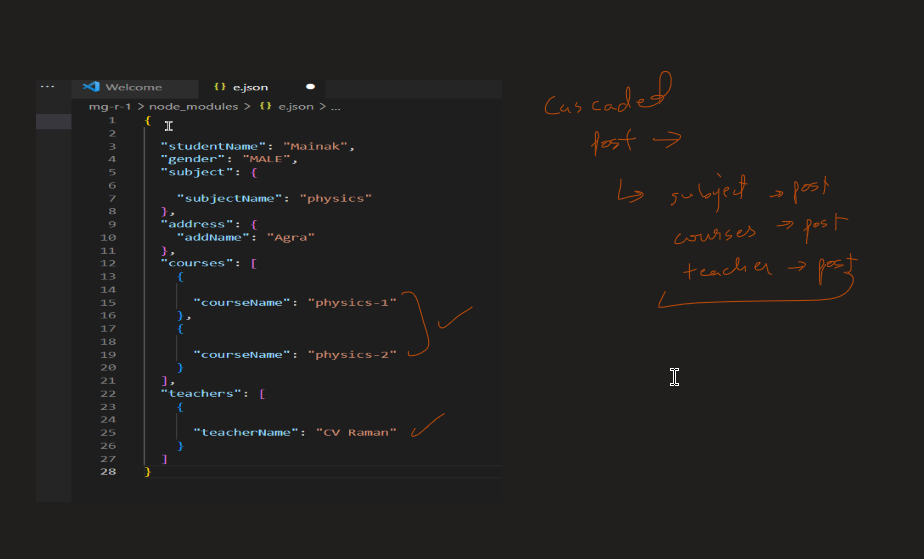 Welcome
{} e.json
mg-r-1 > node_modules > {} e.json > ...
1 {
2
3 "studentName": "Mainak",
4 "gender": "MALE",
5 "subject": {
6
7 "subjectName": "physics"
8 },
9 "address": {
10 "addName": "Agra"
11 },
12 "courses": [
13 {
14
15 "courseName": "physics-1"
16 },
17 {
18
19 "courseName": "physics-2"
20 }
21 ],
22 "teachers": [
23 {
24
25 "teacherName": "CV Raman"
26 }
27 ]
28 }
Cascaded
post →
↳ subject → post
courses → post
teacher → post